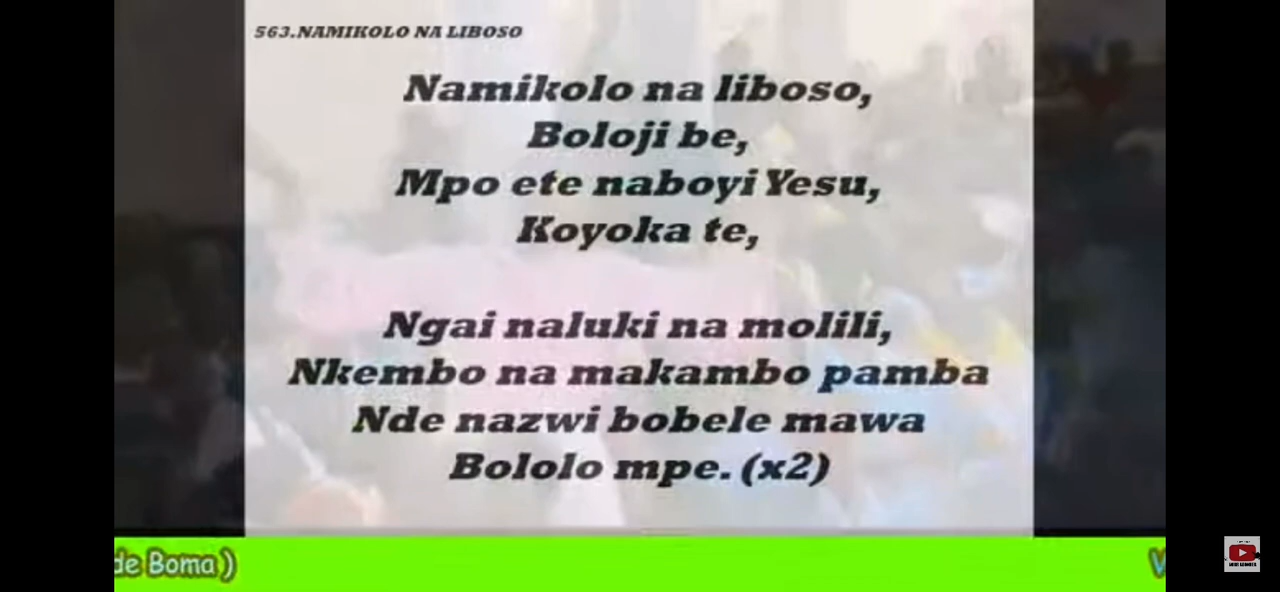 563.NAMIKOLO NA LIBOSO
Namikolo na liboso,
Boloji be,
Mpo ete naboyi Yesu,
Koyoka te,
Ngai naluki na molili,
Nkembo na makambo pamba
Nde nazwi bobele mawa
Bololo mpe. (x2)
de Boma )
V